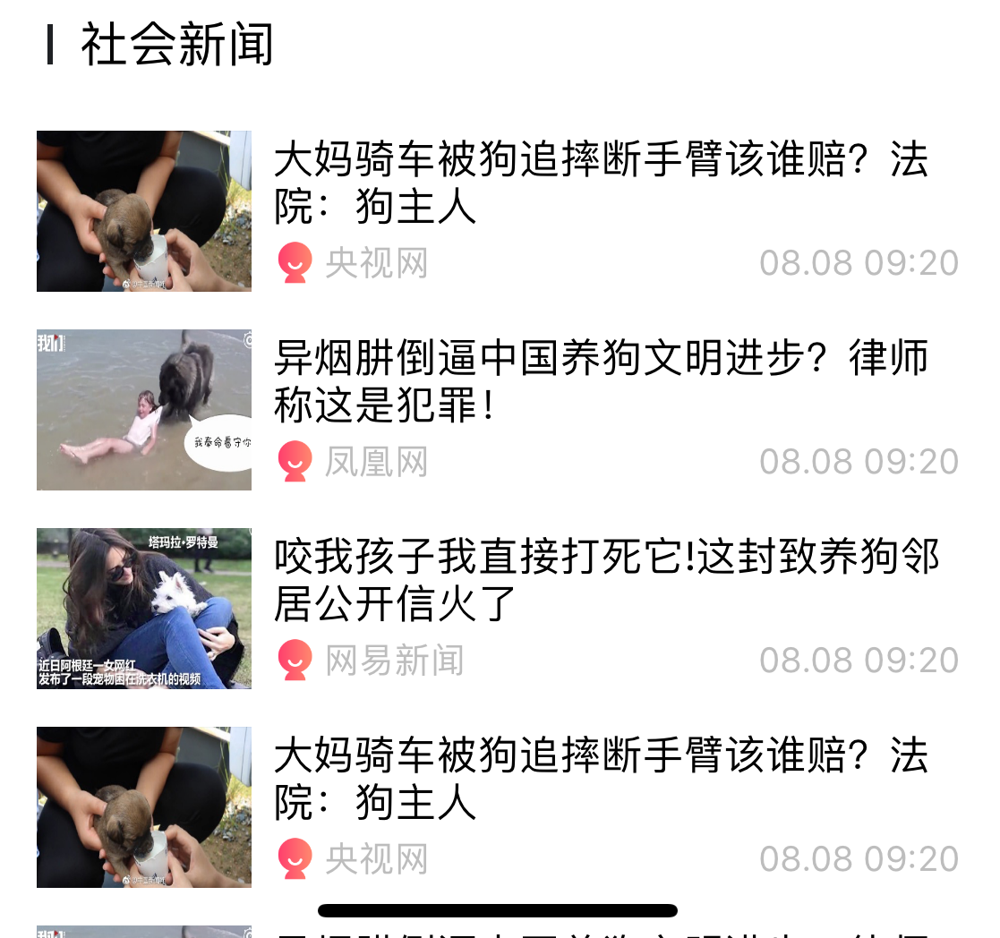 社会新闻
大妈骑车被狗追摔断手臂该谁赔？法
院：狗主人
央视网
08.08 09:20
我们
我奉命看守你
异烟肼倒逼中国养狗文明进步？律师
称这是犯罪！
凤凰网
08.08 09:20
塔玛拉·罗特曼
近日阿根廷一女网红
发布了一段宠物困在洗衣机的视频
咬我孩子我直接打死它!这封致养狗邻
居公开信火了
网易新闻
08.08 09:20
大妈骑车被狗追摔断手臂该谁赔？法
院：狗主人
央视网
08.08 09:20